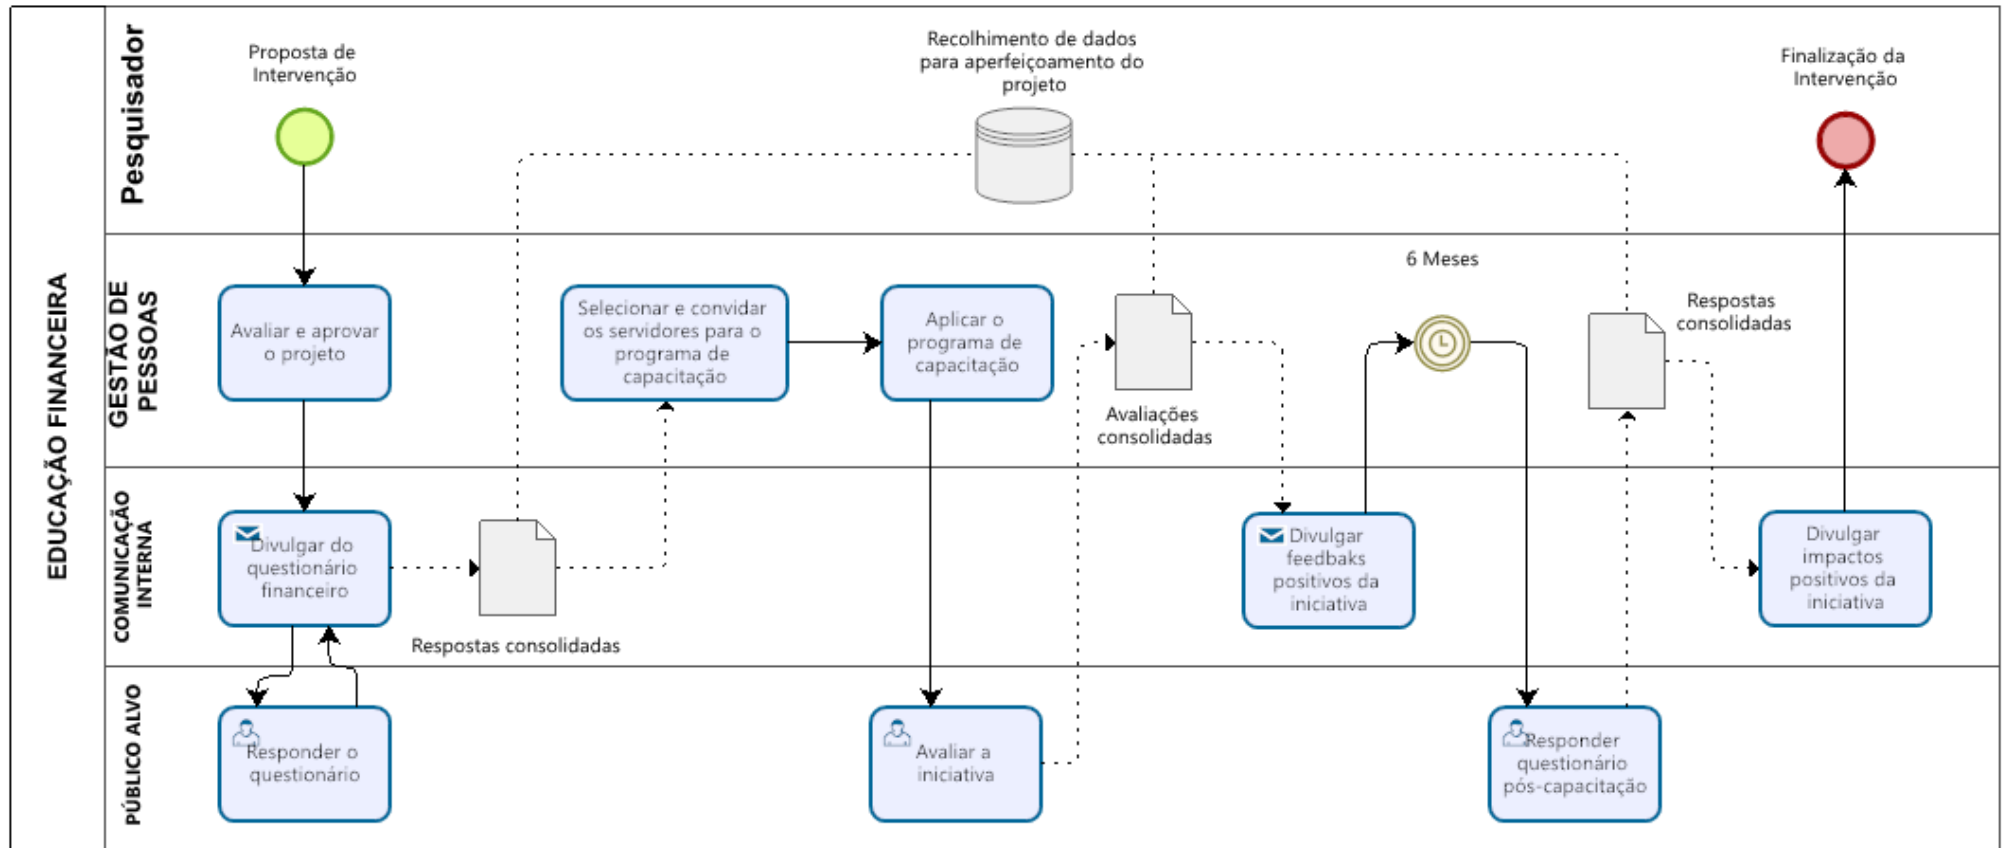 EDUCAÇÃO FINANCEIRA
Pesquisador
Proposta de
Intervenção
Recolhimento de dados
para aperfeiçoamento do
projeto
Finalização da
Intervenção
GESTÃO DE
PESSOAS
Avaliar e aprovar
o projeto
Selecionar e convidar
os servidores para o
programa de
capacitação
Aplicar o
programa de
capacitação
Avaliações
consolidadas
6 Meses
Respostas
consolidadas
COMUNICAÇÃO
INTERNA
Divulgar do
questionário
financeiro
Respostas consolidadas
Divulgar
feedbaks
positivos da
iniciativa
Divulgar
impactos
positivos da
iniciativa
PÚBLICO ALVO
Responder o
questionário
Avaliar a
iniciativa
Responder
questionário
pós-capacitação